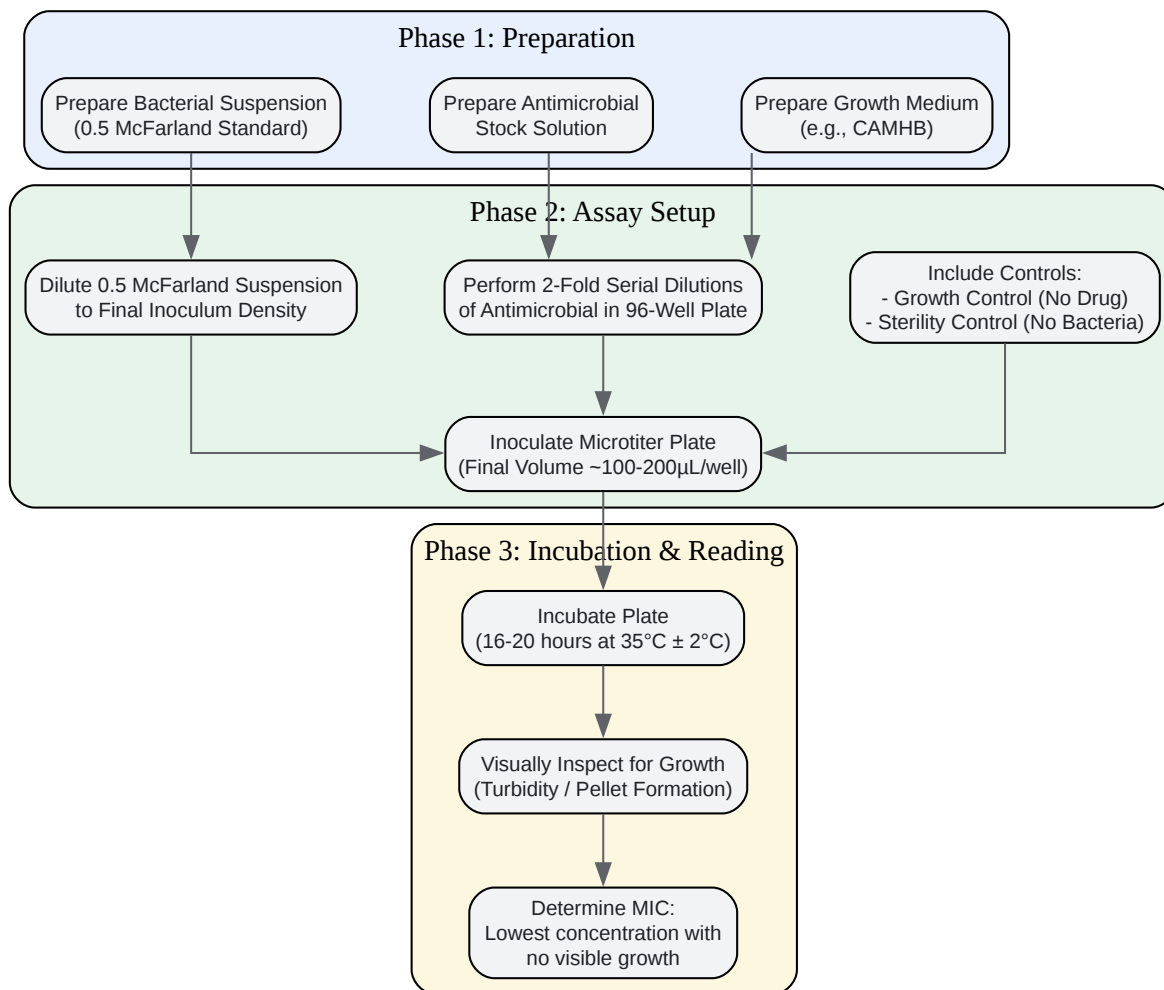 Phase 1: Preparation
Prepare Bacterial Suspension
(0.5 McFarland Standard)
Prepare Antimicrobial
Stock Solution
Prepare Growth Medium
(e.g., CAMHB)
Phase 2: Assay Setup
Dilute 0.5 McFarland Suspension
to Final Inoculum Density
Perform 2-Fold Serial Dilutions
of Antimicrobial in 96-Well Plate
Include Controls:
- Growth Control (No Drug)
- Sterility Control (No Bacteria)
Inoculate Microtiter Plate
(Final Volume ~100-200µL/well)
Phase 3: Incubation & Reading
Incubate Plate
(16-20 hours at 35°C ± 2°C)
Visually Inspect for Growth
(Turbidity / Pellet Formation)
Determine MIC:
Lowest concentration with
no visible growth